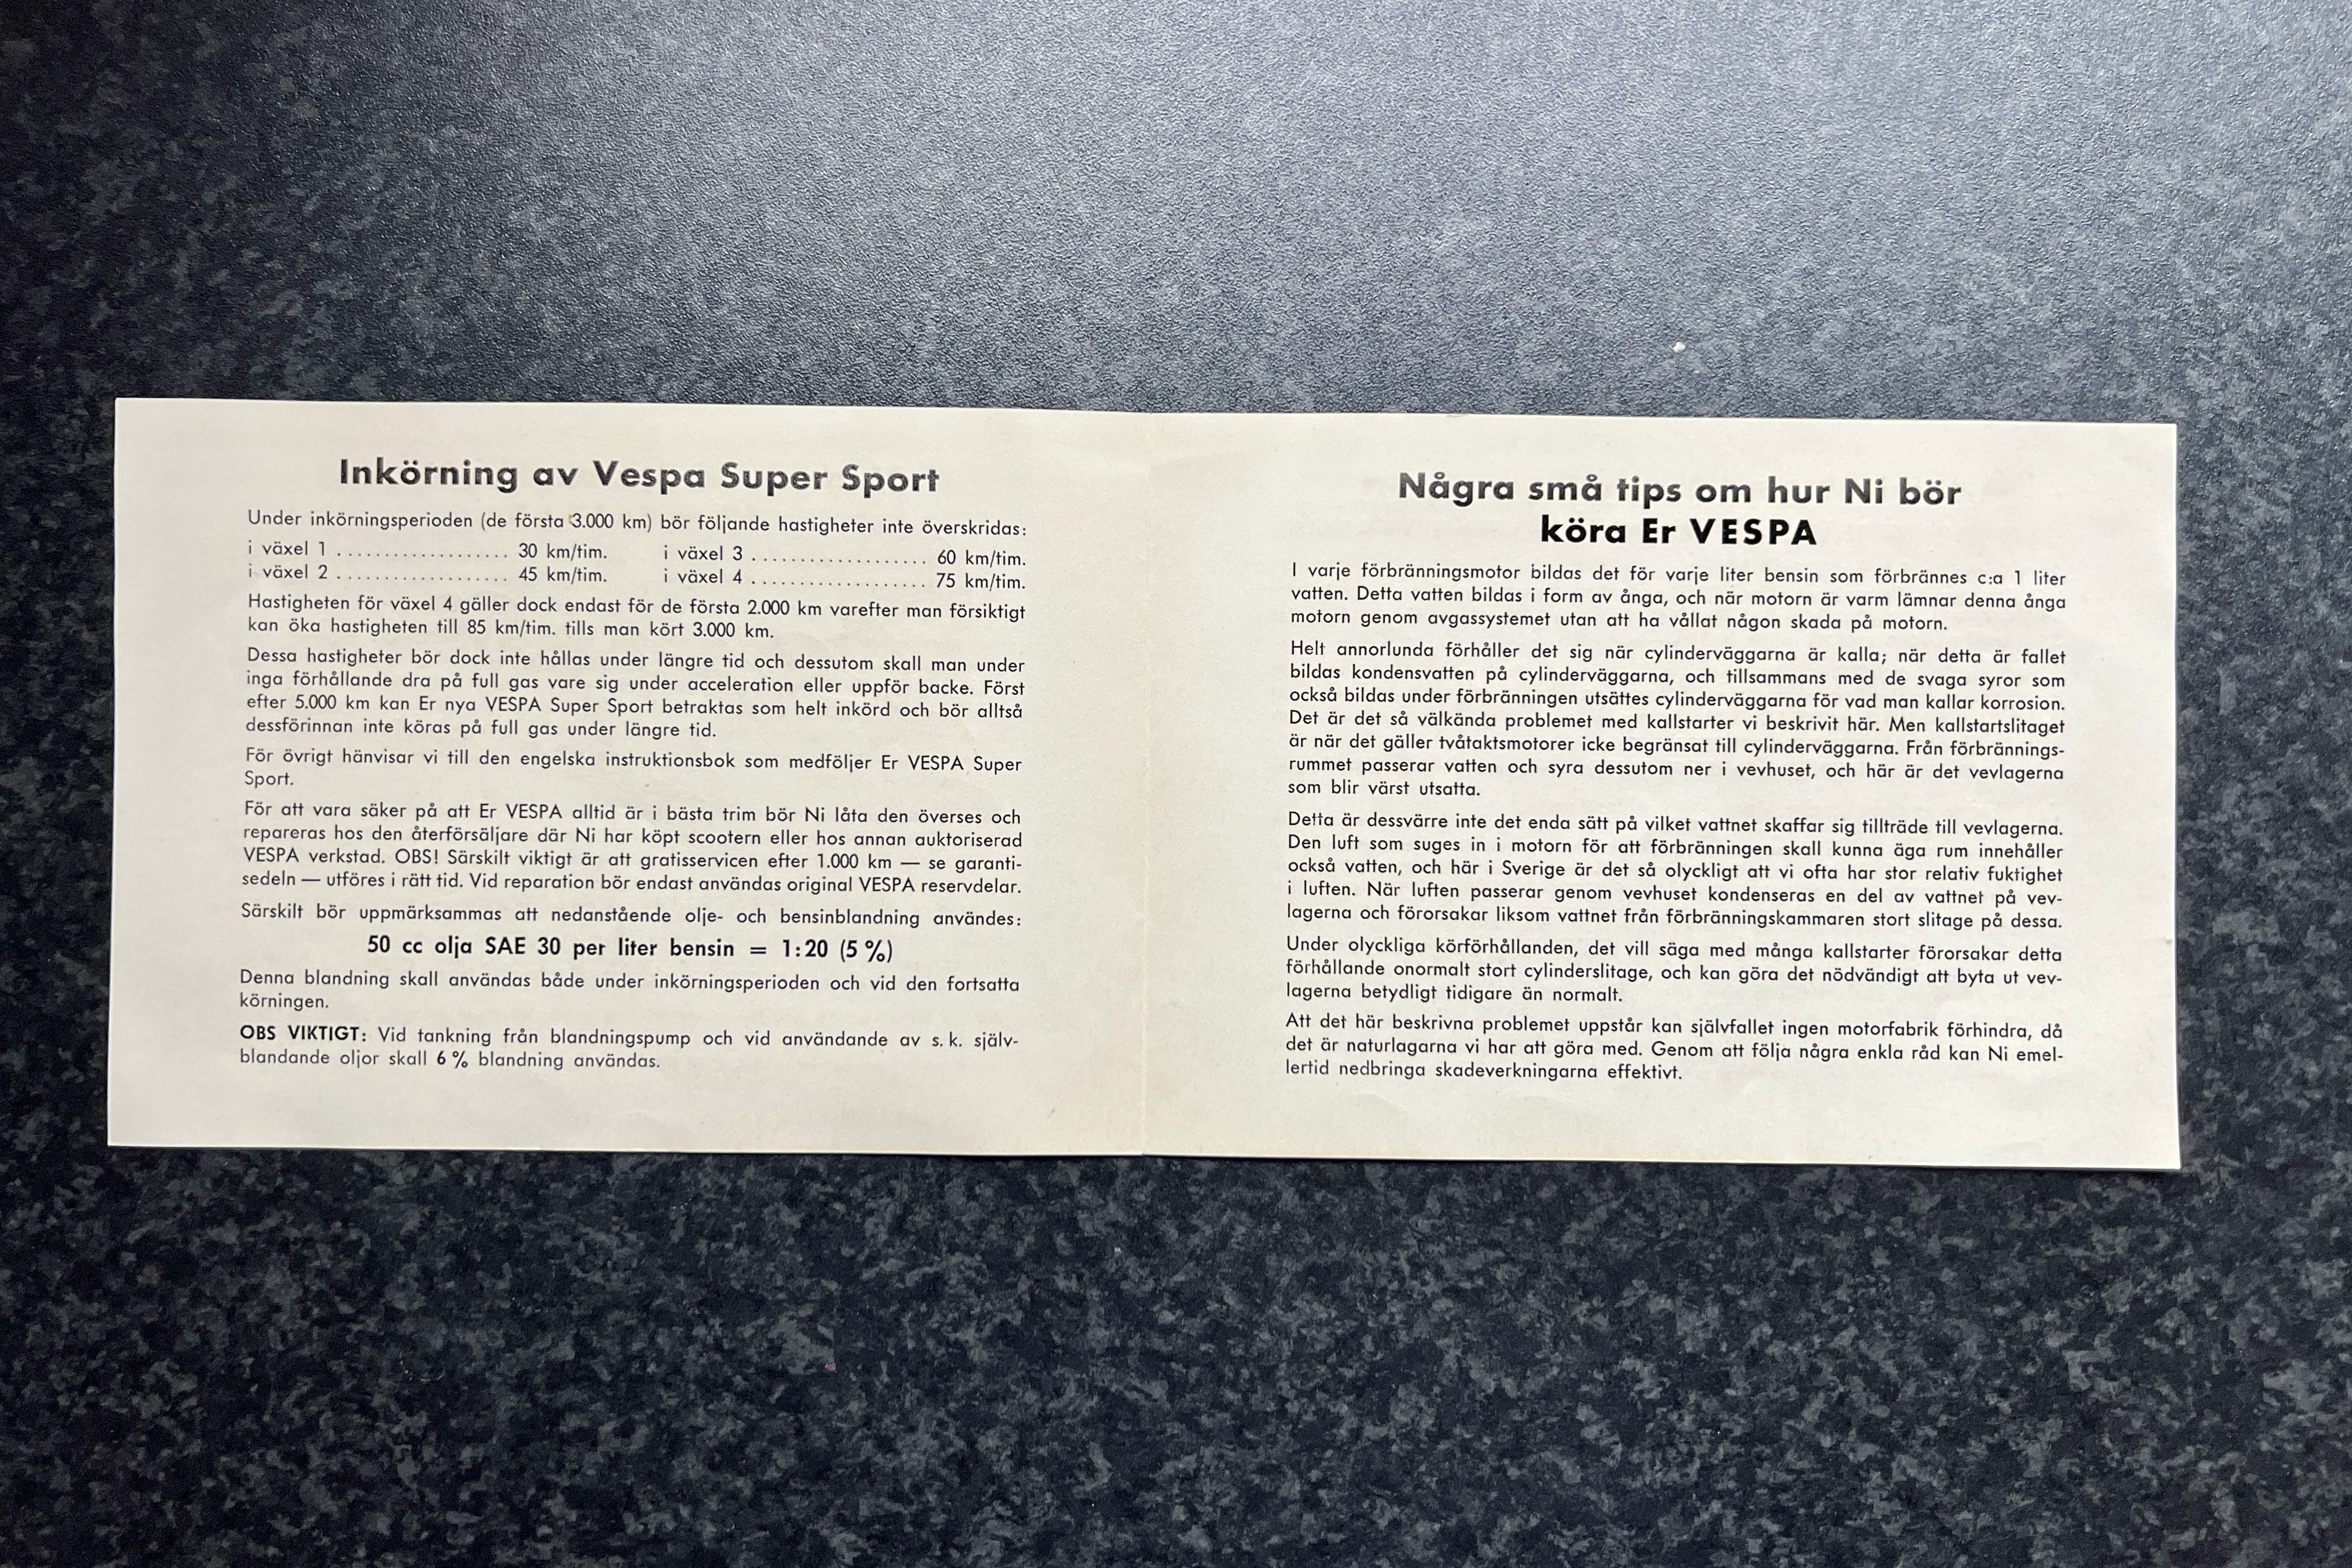 Inkörning av Vespa Super Sport
Under inkörningsperioden (de första 3.000 km) bör följande hastigheter inte överskridas:
i växel 1 ................... 30 km/tim. i växel 3 ................... 60 km/tim.
i växel 2 ................... 45 km/tim. i växel 4 ................... 75 km/tim.
Hastigheten för växel 4 gäller dock endast för de första 2.000 km varefter man försiktigt
kan öka hastigheten till 85 km/tim. tills man kört 3.000 km.
Dessa hastigheter bör dock inte hållas under längre tid och dessutom skall man under
inga förhållande dra på full gas vare sig under acceleration eller uppför backe. Först
efter 5.000 km kan Er nya VESPA Super Sport betraktas som helt inkörd och bör alltså
dessförinnan inte köras på full gas under längre tid.
För övrigt hänvisar vi till den engelska instruktionsbok som medföljer Er VESPA Super
Sport.
För att vara säker på att Er VESPA alltid är i bästa trim bör Ni låta den överses och
repareras hos den återförsäljare där Ni har köpt scootern eller hos annan auktoriserad
VESPA verkstad. OBS! Särskilt viktigt är att gratisservicen efter 1.000 km — se garanti-
sedeln — utföres i rätt tid. Vid reparation bör endast användas original VESPA reservdelar.
Särskilt bör uppmärksammas att nedanstående olje- och bensinblandning användes:
50 cc olja SAE 30 per liter bensin = 1:20 (5 %)
Denna blandning skall användas både under inkörningsperioden och vid den fortsatta
körningen.
OBS VIKTIGT: Vid tankning från blandningspump och vid användande av s. k. själv-
blandande oljor skall 6 % blandning användas.
Några små tips om hur Ni bör
köra Er VESPA
I varje förbränningsmotor bildas det för varje liter bensin som förbrännes c:a 1 liter
vatten. Detta vatten bildas i form av ånga, och när motorn är varm lämnar denna ånga
motorn genom avgassystemet utan att ha vållat någon skada på motorn.
Helt annorlunda förhåller det sig när cylinderväggarna är kalla; när detta är fallet
bildas kondensvatten på cylinderväggarna, och tillsammans med de svaga syror som
också bildas under förbränningen utsättes cylinderväggarna för vad man kallar korrosion.
Det är det så välkända problemet med kallstarter vi beskrivit här. Men kallstartslitaget
är när det gäller tvåtaktsmotorer icke begränsat till cylinderväggarna. Från förbrännings-
rummet passerar vatten och syra dessutom ner i vevhuset, och här är det vevlagerna
som blir värst utsatta.
Detta är dessvärre inte det enda sätt på vilket vattnet skaffar sig tillträde till vevlagerna.
Den luft som suges in i motorn för att förbränningen skall kunna äga rum innehåller
också vatten, och här i Sverige är det så olyckligt att vi ofta har stor relativ fuktighet
i luften. När luften passerar genom vevhuset kondenseras en del av vattnet på vev-
lagerna och förorsakar liksom vattnet från förbränningskammaren stort slitage på dessa.
Under olyckliga körförhållanden, det vill säga med många kallstarter förorsakar detta
förhållande onormalt stort cylinderslitage, och kan göra det nödvändigt att byta ut vev-
lagerna betydligt tidigare än normalt.
Att det här beskrivna problemet uppstår kan självfallet ingen motorfabrik förhindra, då
det är naturlagarna vi har att göra med. Genom att följa några enkla råd kan Ni emel-
lertid nedbringa skadeverkningarna effektivt.